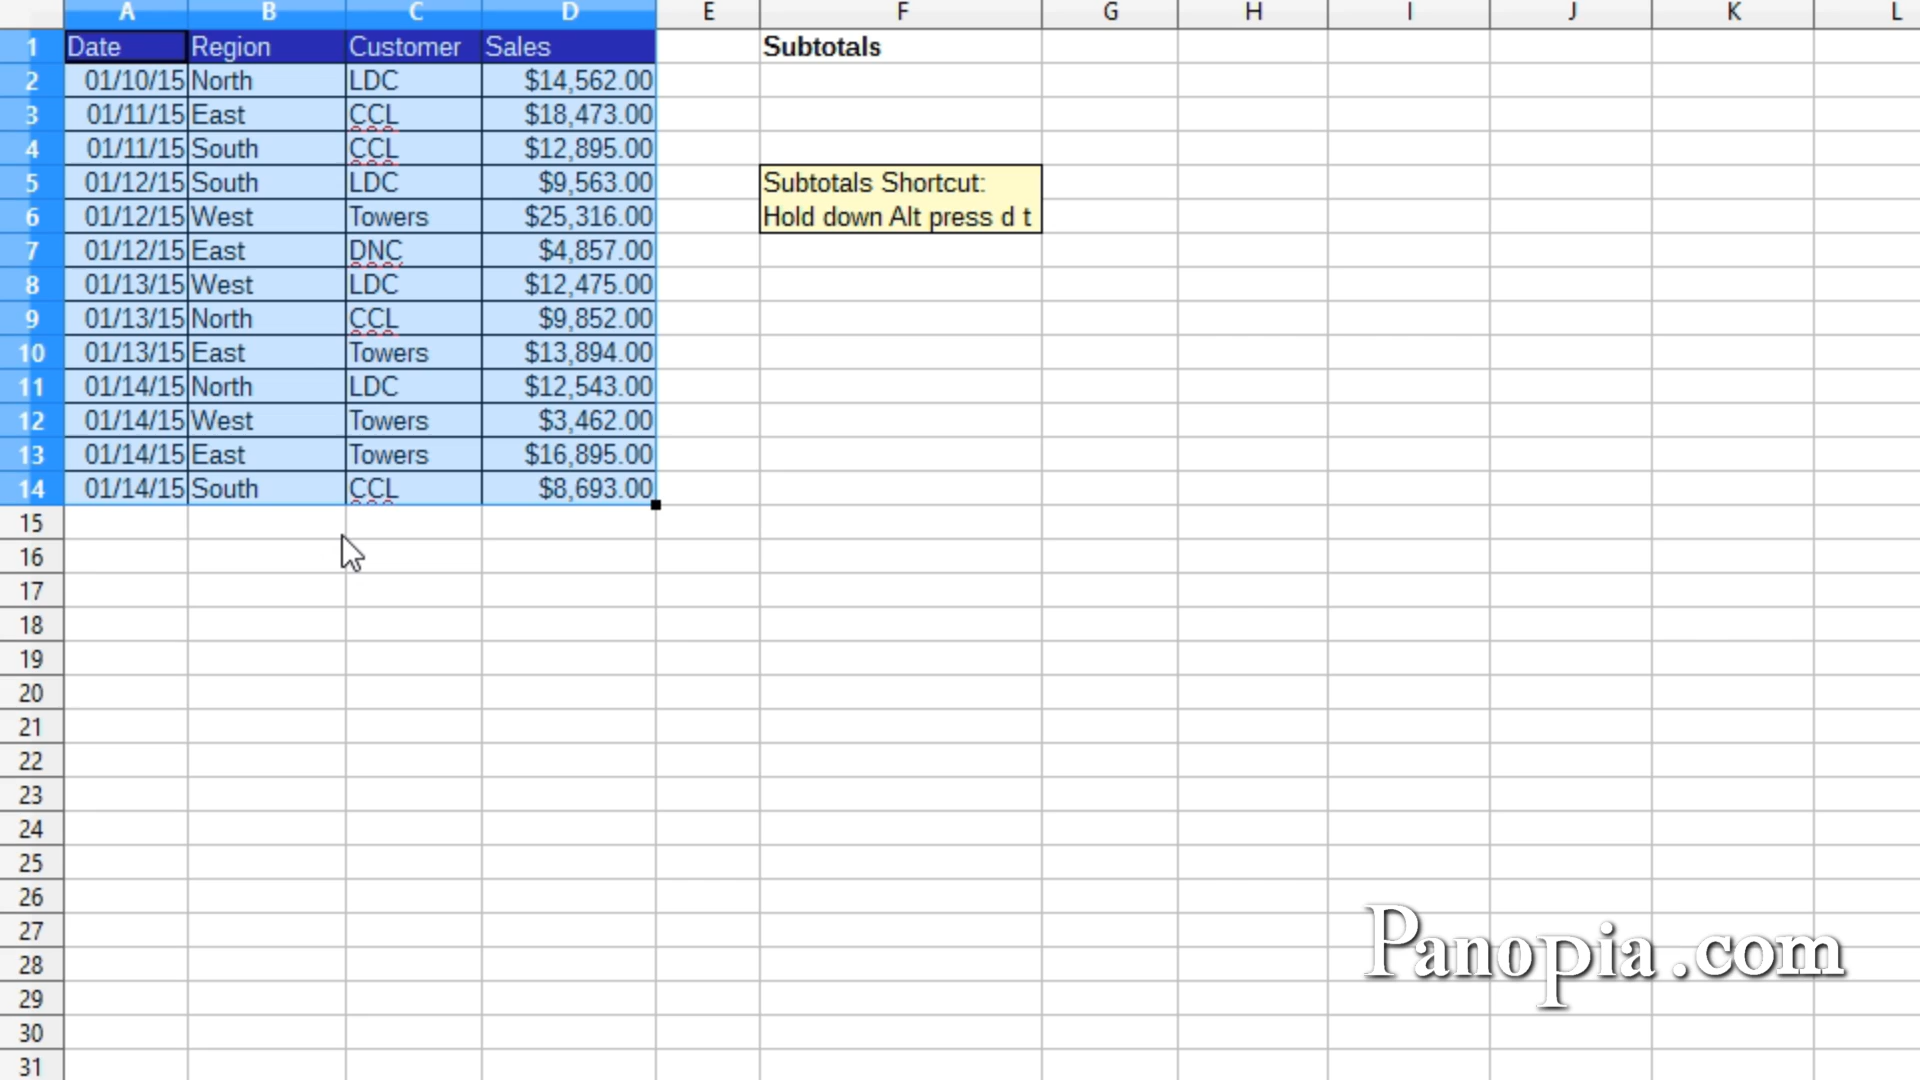 A B C D E F G H I J K L
1 Date Region Customer Sales Subtotals
2 01/10/15 North LDC $14,562.00
3 01/11/15 East CCL $18,473.00
4 01/11/15 South CCL $12,895.00
5 01/12/15 South LDC $9,563.00 Subtotals Shortcut:
6 01/12/15 West Towers $25,316.00 Hold down Alt press d t
7 01/12/15 East DNC $4,857.00
8 01/13/15 West LDC $12,475.00
9 01/13/15 North CCL $9,852.00
10 01/13/15 East Towers $13,894.00
11 01/14/15 North LDC $12,543.00
12 01/14/15 West Towers $3,462.00
13 01/14/15 East Towers $16,895.00
14 01/14/15 South CCL $8,693.00
15
16
17
18
19
20
21
22
23
24
25
26
27
28
29
30
31
Panopia.com